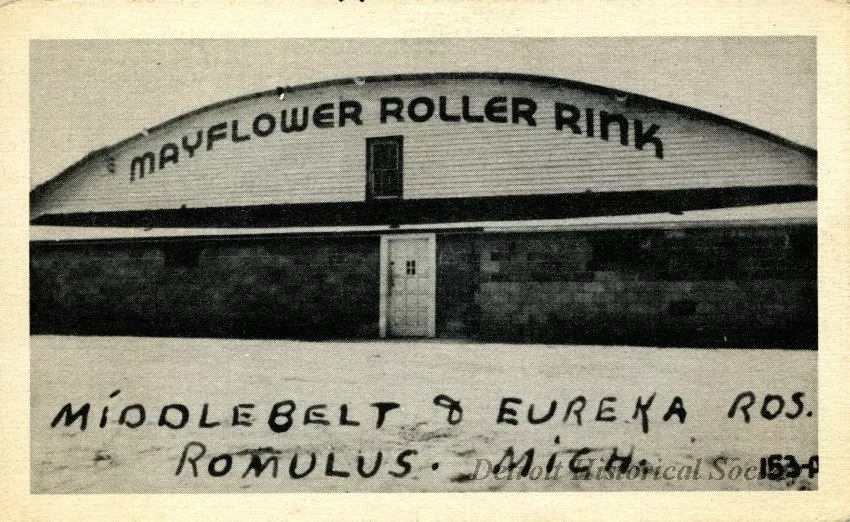 MAYFLOWER ROLLER RINK
MIDDLEBELT & EUREKA RDS.
ROMULUS. MICH.
Detroit Historical Society
153-P